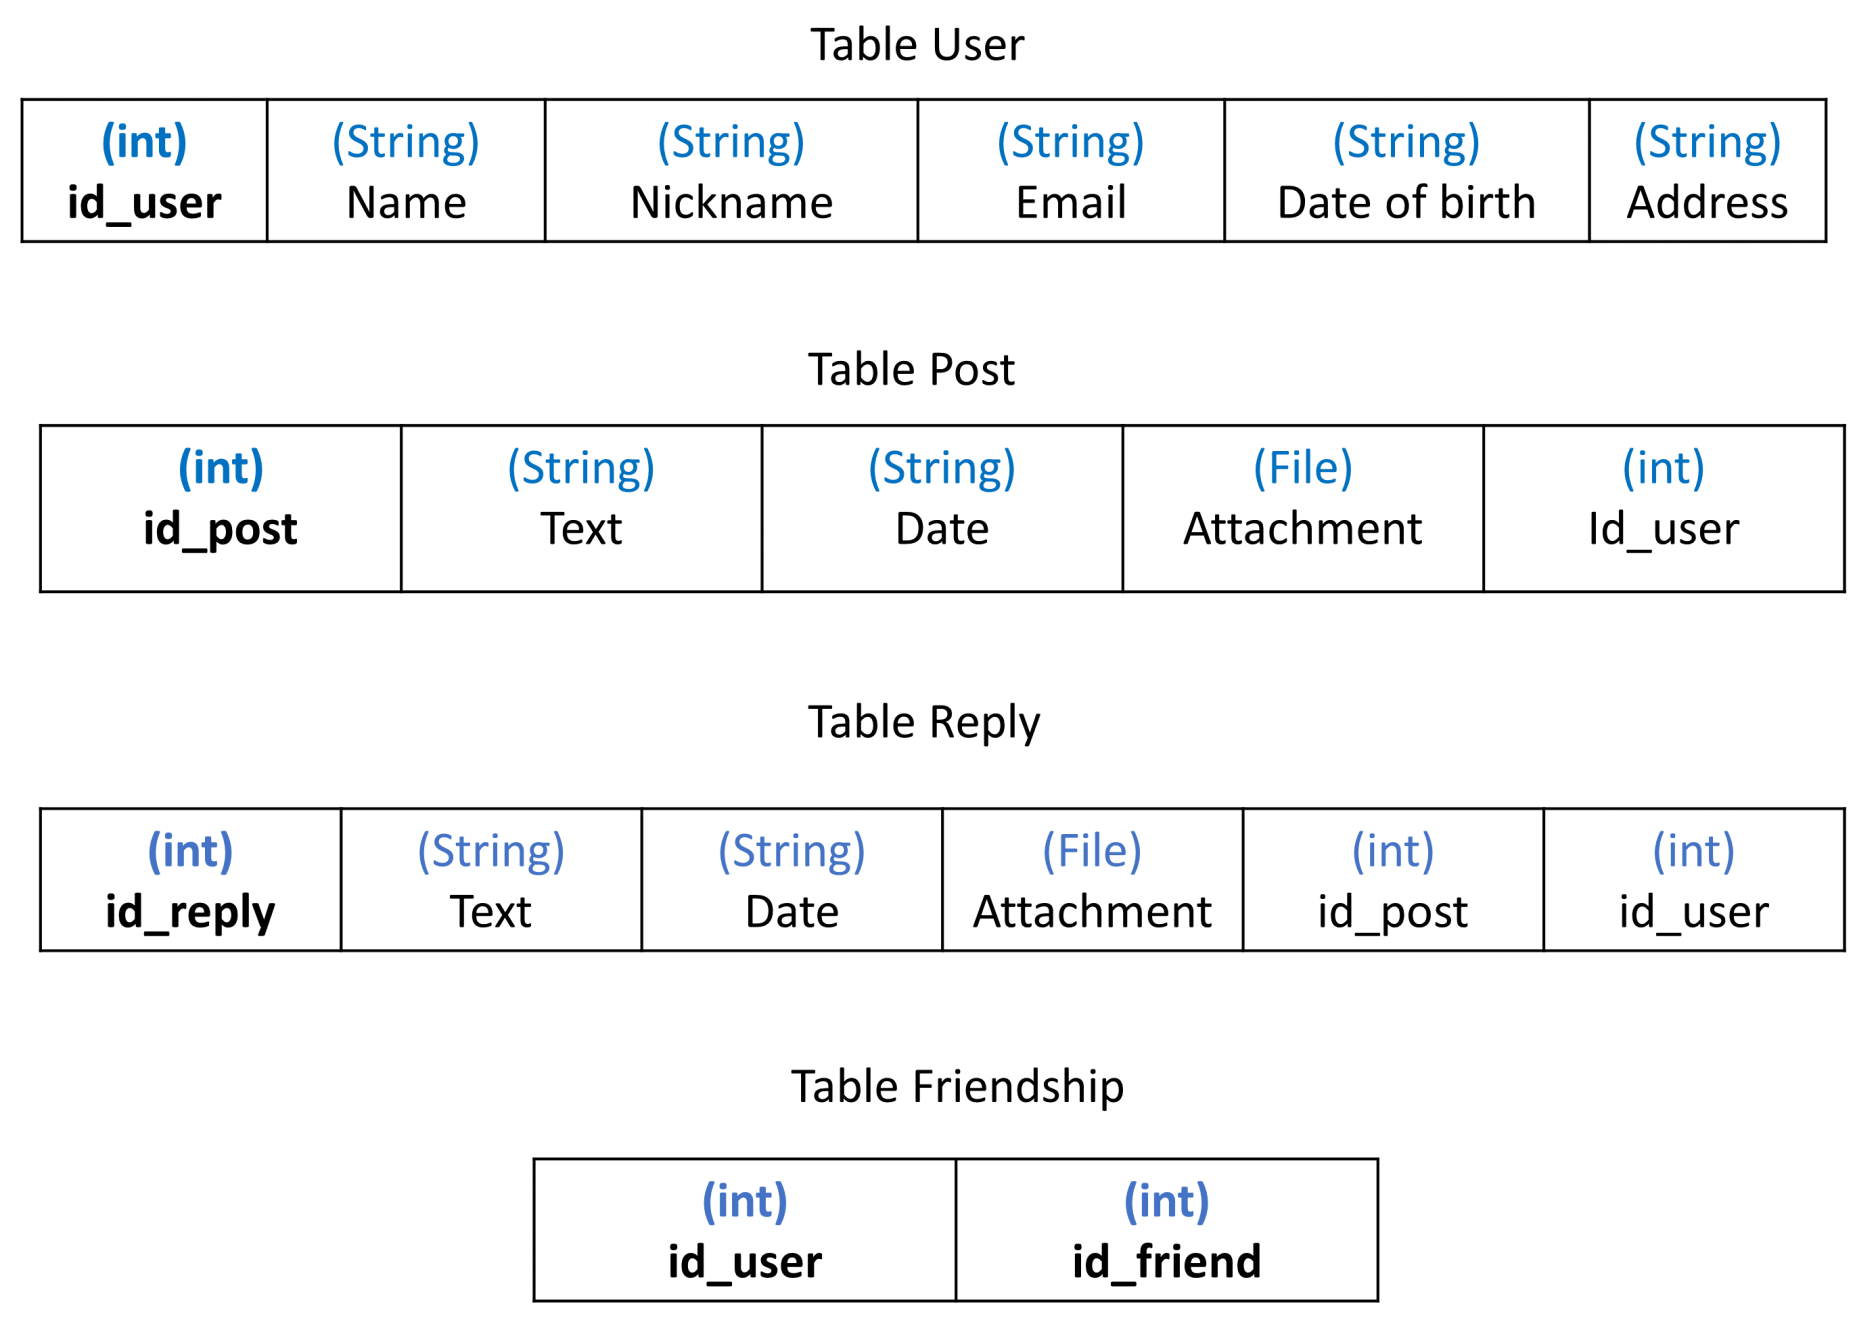 Table User
(int) (String) (String) (String) (String) (String)
id_user Name Nickname Email Date of birth Address
Table Post
(int) (String) (String) (File) (int)
id_post Text Date Attachment Id_user
Table Reply
(int) (String) (String) (File) (int) (int)
id_reply Text Date Attachment id_post id_user
Table Friendship
(int) (int)
id_user id_friend